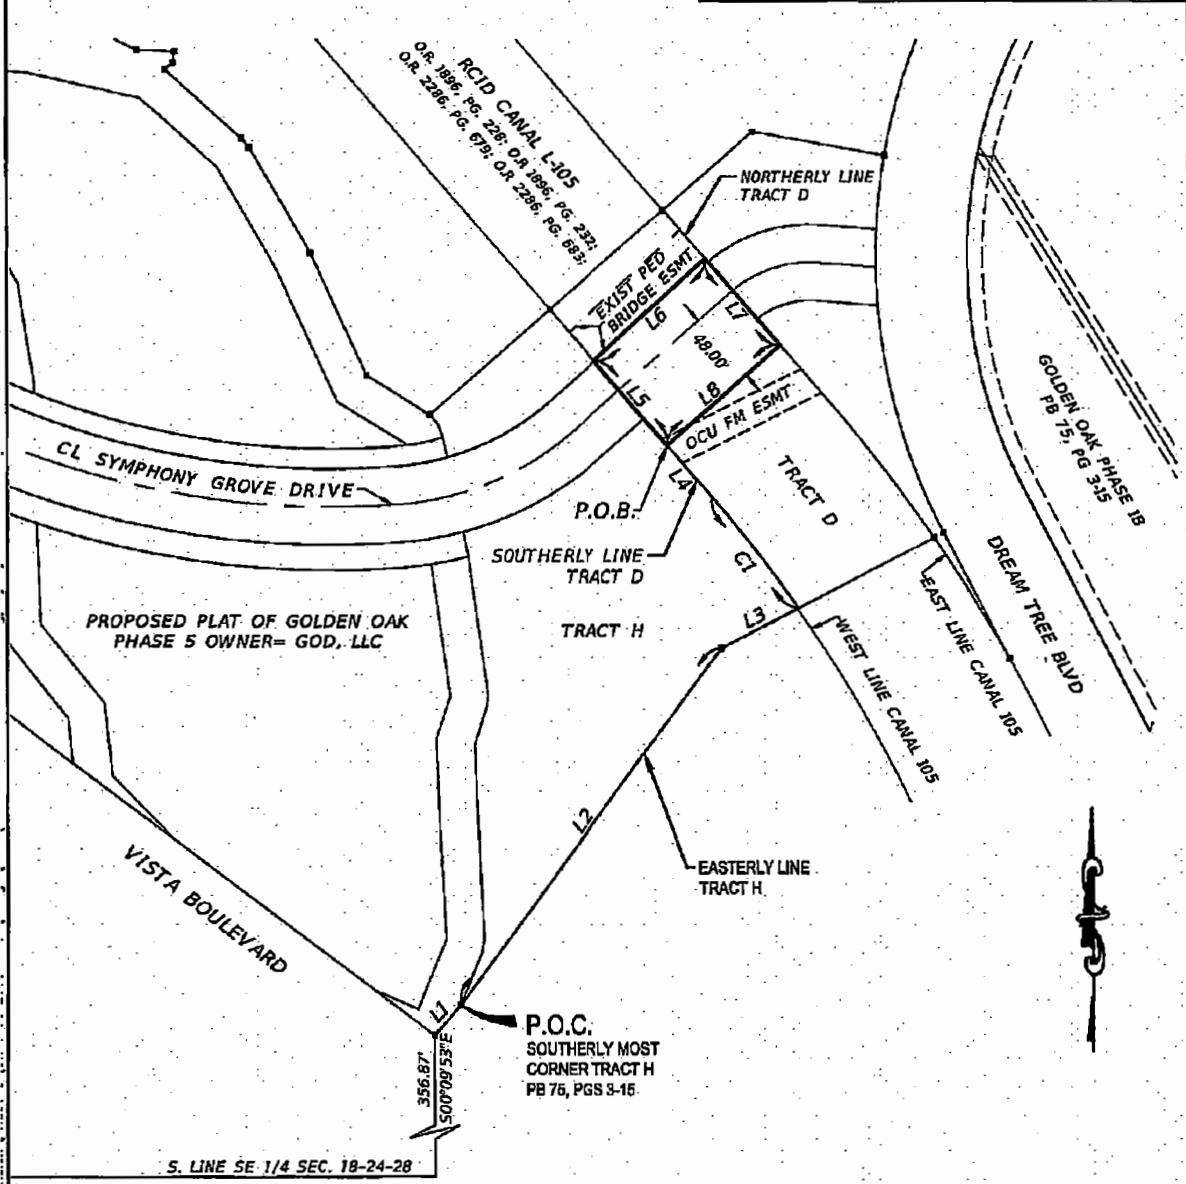 RCID CANAL L-105
O.R. 1896, PG. 228; O.R. 1896, PG. 232;
O.R. 2286, PG. 679; O.R. 2286, PG. 683;
NORTHERLY LINE
TRACT D
EXIST PED
BRIDGE ESMT
L6
L7
48.00'
L5
L8
OCU FM ESMT
GOLDEN OAK PHASE 1B
PB 75, PG 3-15
CL SYMPHONY GROVE DRIVE
L4
TRACT D
P.O.B.
SOUTHERLY LINE
TRACT D
C1
DREAM TREE BLVD
EAST LINE CANAL 105
PROPOSED PLAT OF GOLDEN OAK
PHASE 5 OWNER= GOD, LLC
TRACT H
L3
WEST LINE CANAL 105
L2
EASTERLY LINE
TRACT H
VISTA BOULEVARD
L1
P.O.C.
SOUTHERLY MOST
CORNER TRACT H
PB 75, PGS 3-15
356.87'
S00°09'53"E
S. LINE SE 1/4 SEC. 18-24-28